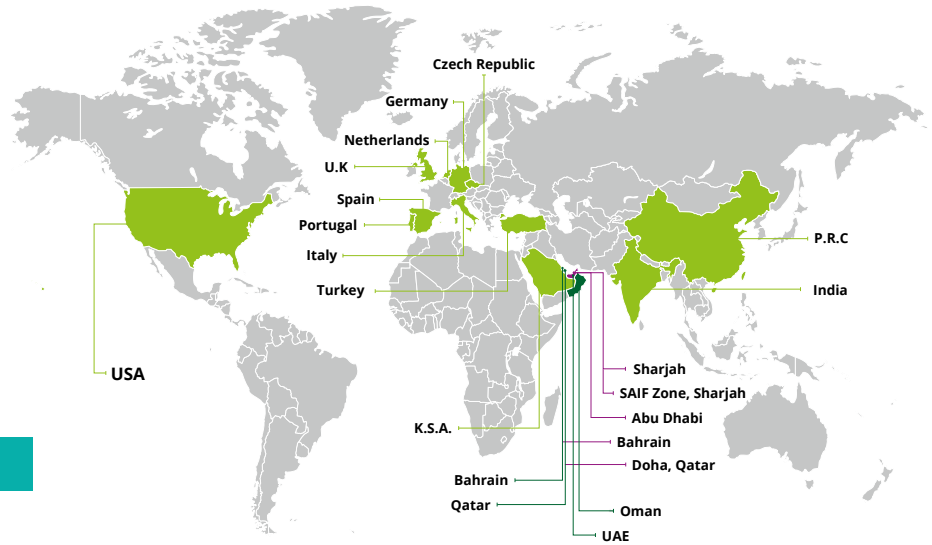 Czech Republic
Germany
Netherlands
U.K
Spain
Portugal
Italy
Turkey
P.R.C
India
USA
Sharjah
SAIF Zone, Sharjah
Abu Dhabi
K.S.A.
Bahrain
Doha, Qatar
Bahrain
Qatar
Oman
UAE